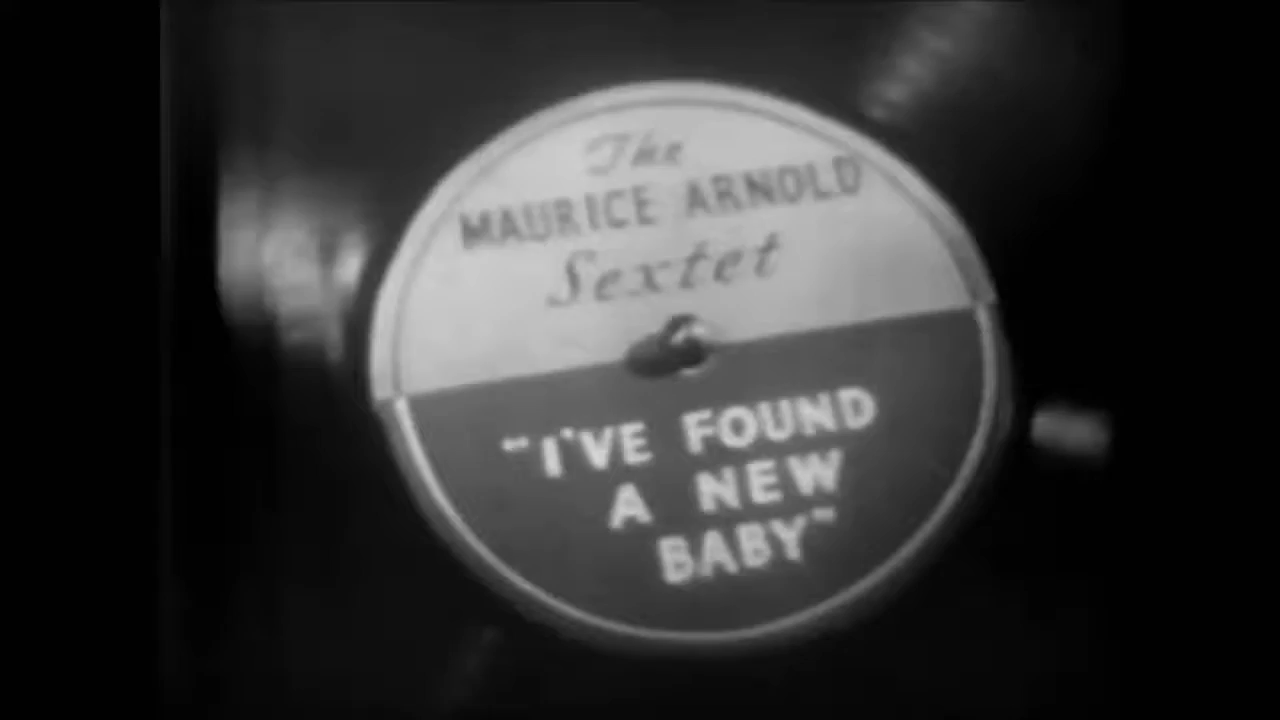 The
MAURICE ARNOLD
Sextet
"I'VE FOUND
A NEW
BABY"